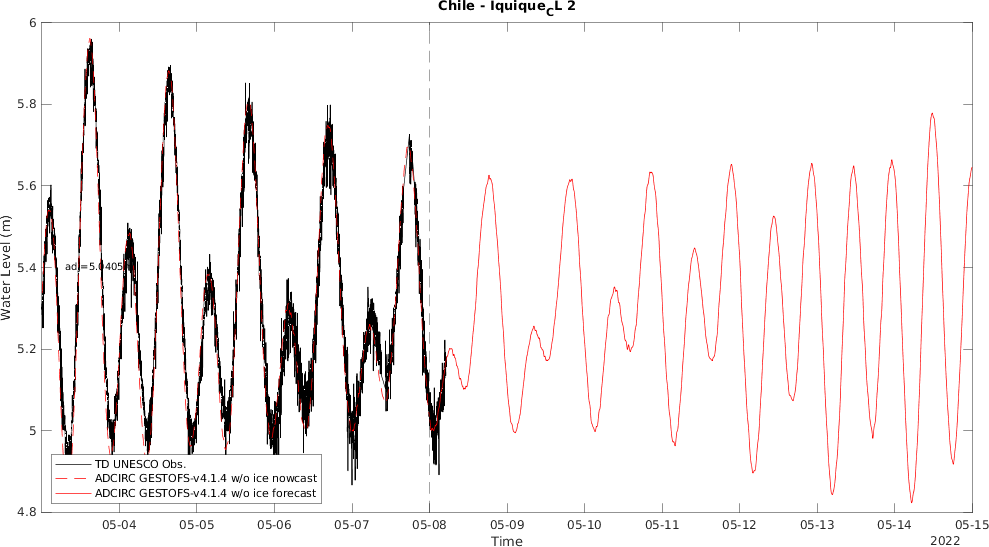 Chile - Iquique_CL 2
Water Level (m)
6
5.8
5.6
5.4
5.2
5
4.8
TD UNESCO Obs.
ADCIRC GESTOFS-v4.1.4 w/o ice nowcast
ADCIRC GESTOFS-v4.1.4 w/o ice forecast
05-04 05-05 05-06 05-07 05-08 05-09 05-10 05-11 05-12 05-13 05-14 05-15
Time
2022